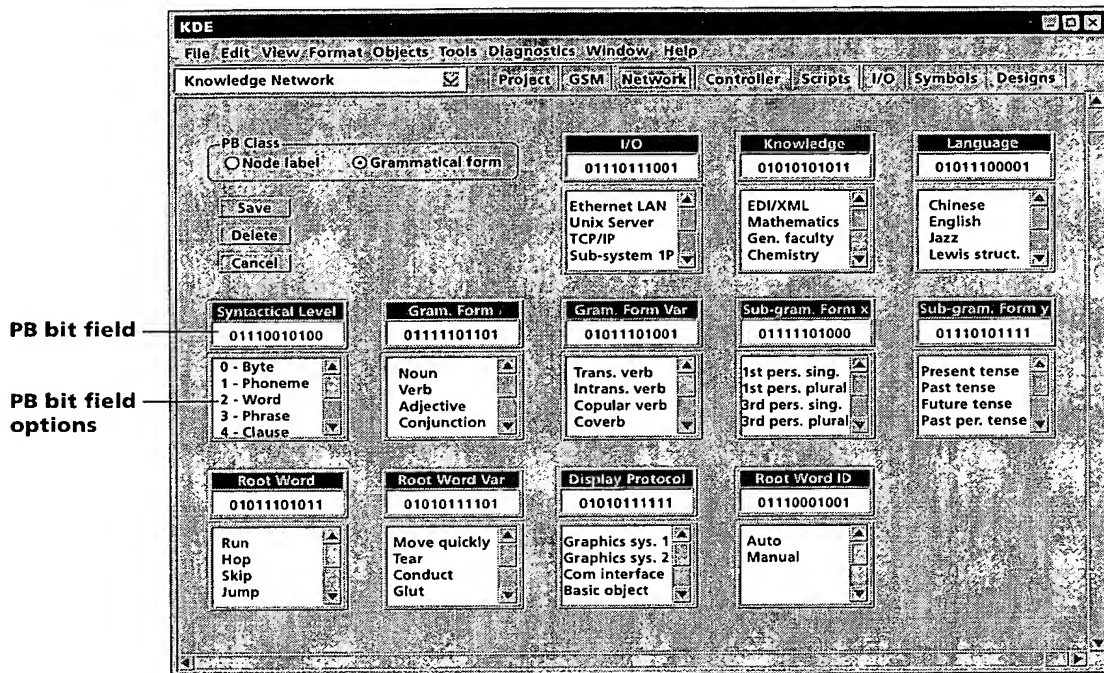 KDE
File Edit View Format Objects Tools Diagnostics Window Help
Knowledge Network
Project GSM Network Controller Scripts I/O Symbols Designs
PB Class
Node label Grammatical form
Save
Delete
Cancel
I/O
01110111001
Ethernet LAN
Unix Server
TCP/IP
Sub-system 1P
Knowledge
01010101011
EDI/XML
Mathematics
Gen. faculty
Chemistry
Language
01011100001
Chinese
English
Jazz
Lewis struct.
PB bit field
PB bit field
options
Syntactical Level
01110010100
0 - Byte
1 - Phoneme
2 - Word
3 - Phrase
4 - Clause
Gram. Form
01111101101
Noun
Verb
Adjective
Conjunction
Gram. Form Var
01011101001
Trans. verb
Intrans. verb
Copular verb
Coverb
Sub-gram. Form x
01111101000
1st pers. sing.
1st pers. plural
3rd pers. sing.
3rd pers. plural
Sub-gram. Form y
01110101111
Present tense
Past tense
Future tense
Past per. tense
Root Word
01011101011
Run
Hop
Skip
Jump
Root Word Var
01010111101
Move quickly
Tear
Conduct
Glut
Display Protocol
01010111111
Graphics sys. 1
Graphics sys. 2
Com interface
Basic object
Root Word ID
01110001001
Auto
Manual